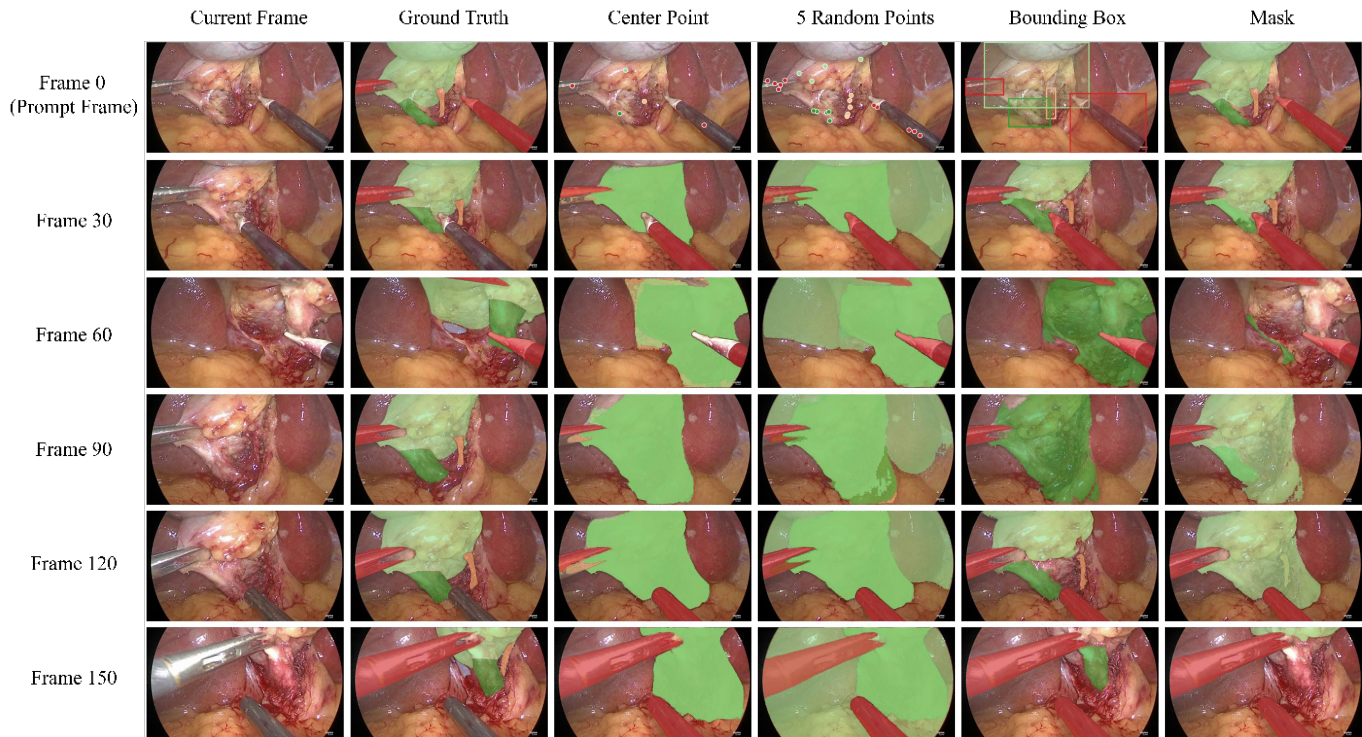 Current Frame
Ground Truth
Center Point
5 Random Points
Bounding Box
Mask
Frame 0
(Prompt Frame)
Frame 30
Frame 60
Frame 90
Frame 120
Frame 150